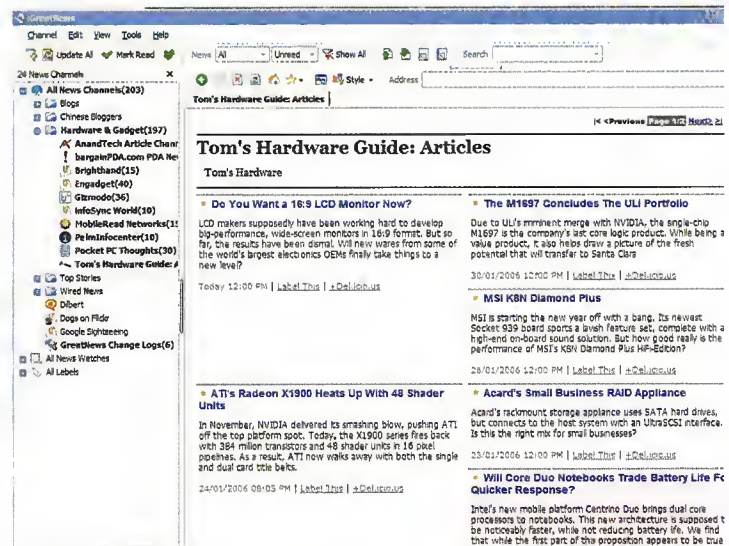 GreatNews
Channel Edit View Tools Help
Update All Mark Read News All Unread Show All Search
24 News Channels x
Style Address
All News Channels(203)
Blogs
Chinese Bloggers
Hardware & Gadget(197)
AnandTech Article Chann
bargainPDA.com PDA Nev
Brighthand(15)
Engadget(40)
Gizmodo(36)
InfoSync World(10)
MobileRead Networks(1
PalmInfocenter(10)
Pocket PC Thoughts(30)
Tom's Hardware Guide:
Top Stories
Wired News
Dilbert
Dogs on Flickr
Google Sightseeing
GreatNews Change Logs(6)
All News Watches
All Labels
Tom's Hardware Guide: Articles
|< <Previous Page 1/2 Next> >|
Tom's Hardware Guide: Articles
Tom's Hardware
Do You Want a 16:9 LCD Monitor Now?
LCD makers supposedly have been working hard to develop
big-performance, wide-screen monitors in 16:9 format. But so
far, the results have been dismal. Will new wares from some of
the world's largest electronics OEMs finally take things to a
new level?
Today 12:00 PM | Label This | +Del.icio.us
ATI's Radeon X1900 Heats Up With 48 Shader
Units
In November, NVIDIA delivered its smashing blow, pushing ATI
off the top platform spot. Today, the X1900 series fires back
with 384 million transistors and 48 shader units in 16 pixel
pipelines. As a result, ATI now walks away with both the single
and dual card title belts.
24/01/2006 08:05 PM | Label This | +Del.icio.us
The M1697 Concludes The ULi Portfolio
Due to ULi's imminent merge with NVIDIA, the single-chip
M1697 is the company's last core logic product. While being a
value product, it also helps draw a picture of the fresh
potential that will transfer to Santa Clara
30/01/2006 12:00 PM | Label This | +Del.icio.us
MSI K8N Diamond Plus
MSI is starting the new year off with a bang. Its newest
Socket 939 board sports a lavish feature set, complete with a
high-end on-board sound solution. But how good really is the
performance of MSI's K8N Diamond Plus HiFi-Edition?
26/01/2006 12:00 PM | Label This | +Del.icio.us
Acard's Small Business RAID Appliance
Acard's rackmount storage appliance uses SATA hard drives,
but connects to the host system with an UltraSCSI interface.
Is this the right mix for small businesses?
23/01/2006 12:00 PM | Label This | +Del.icio.us
Will Core Duo Notebooks Trade Battery Life Fo
Quicker Response?
Intel's new mobile platform Centrino Duo brings dual core
processors to notebooks. This new architecture is supposed t
be noticeably faster, while not reducing battery life. We find
that while the first part of this proposition appears to be true